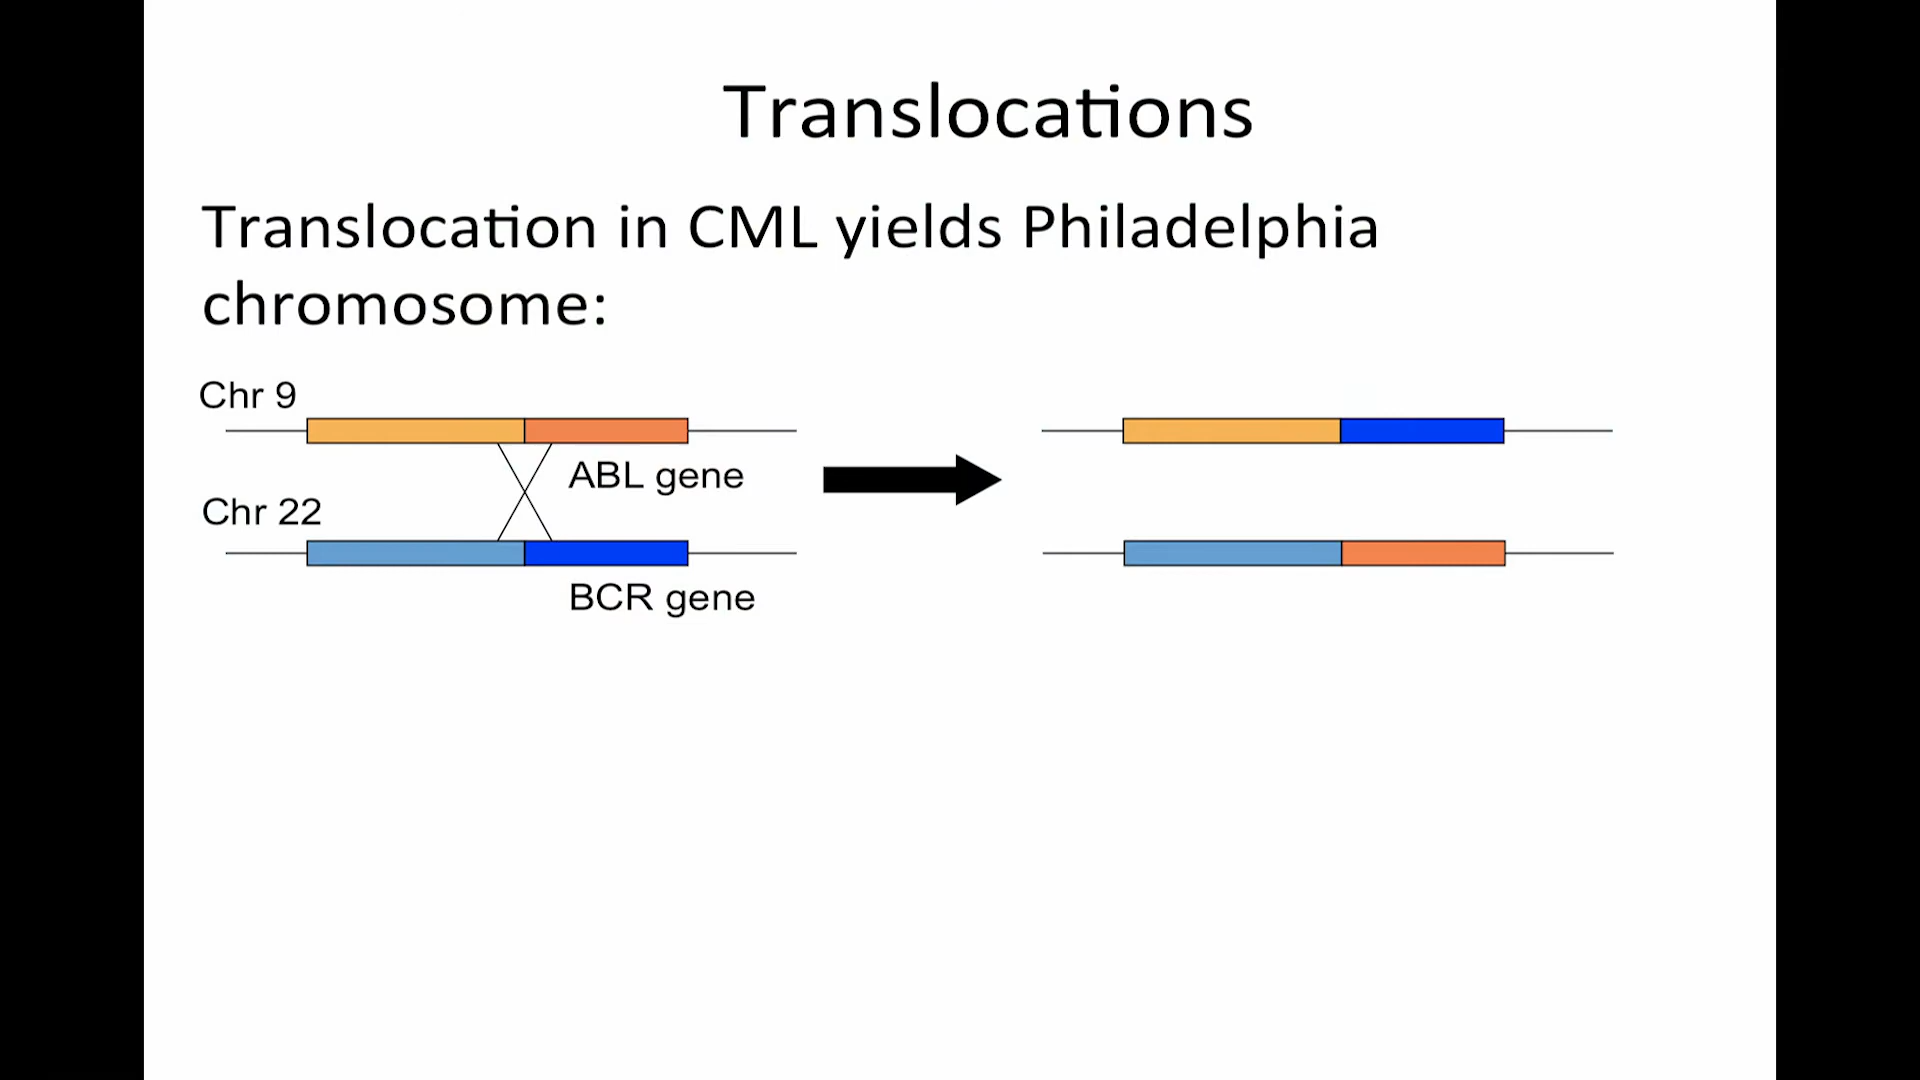 Translocations
Translocation in CML yields Philadelphia
chromosome:
Chr 9
ABL gene
Chr 22
BCR gene